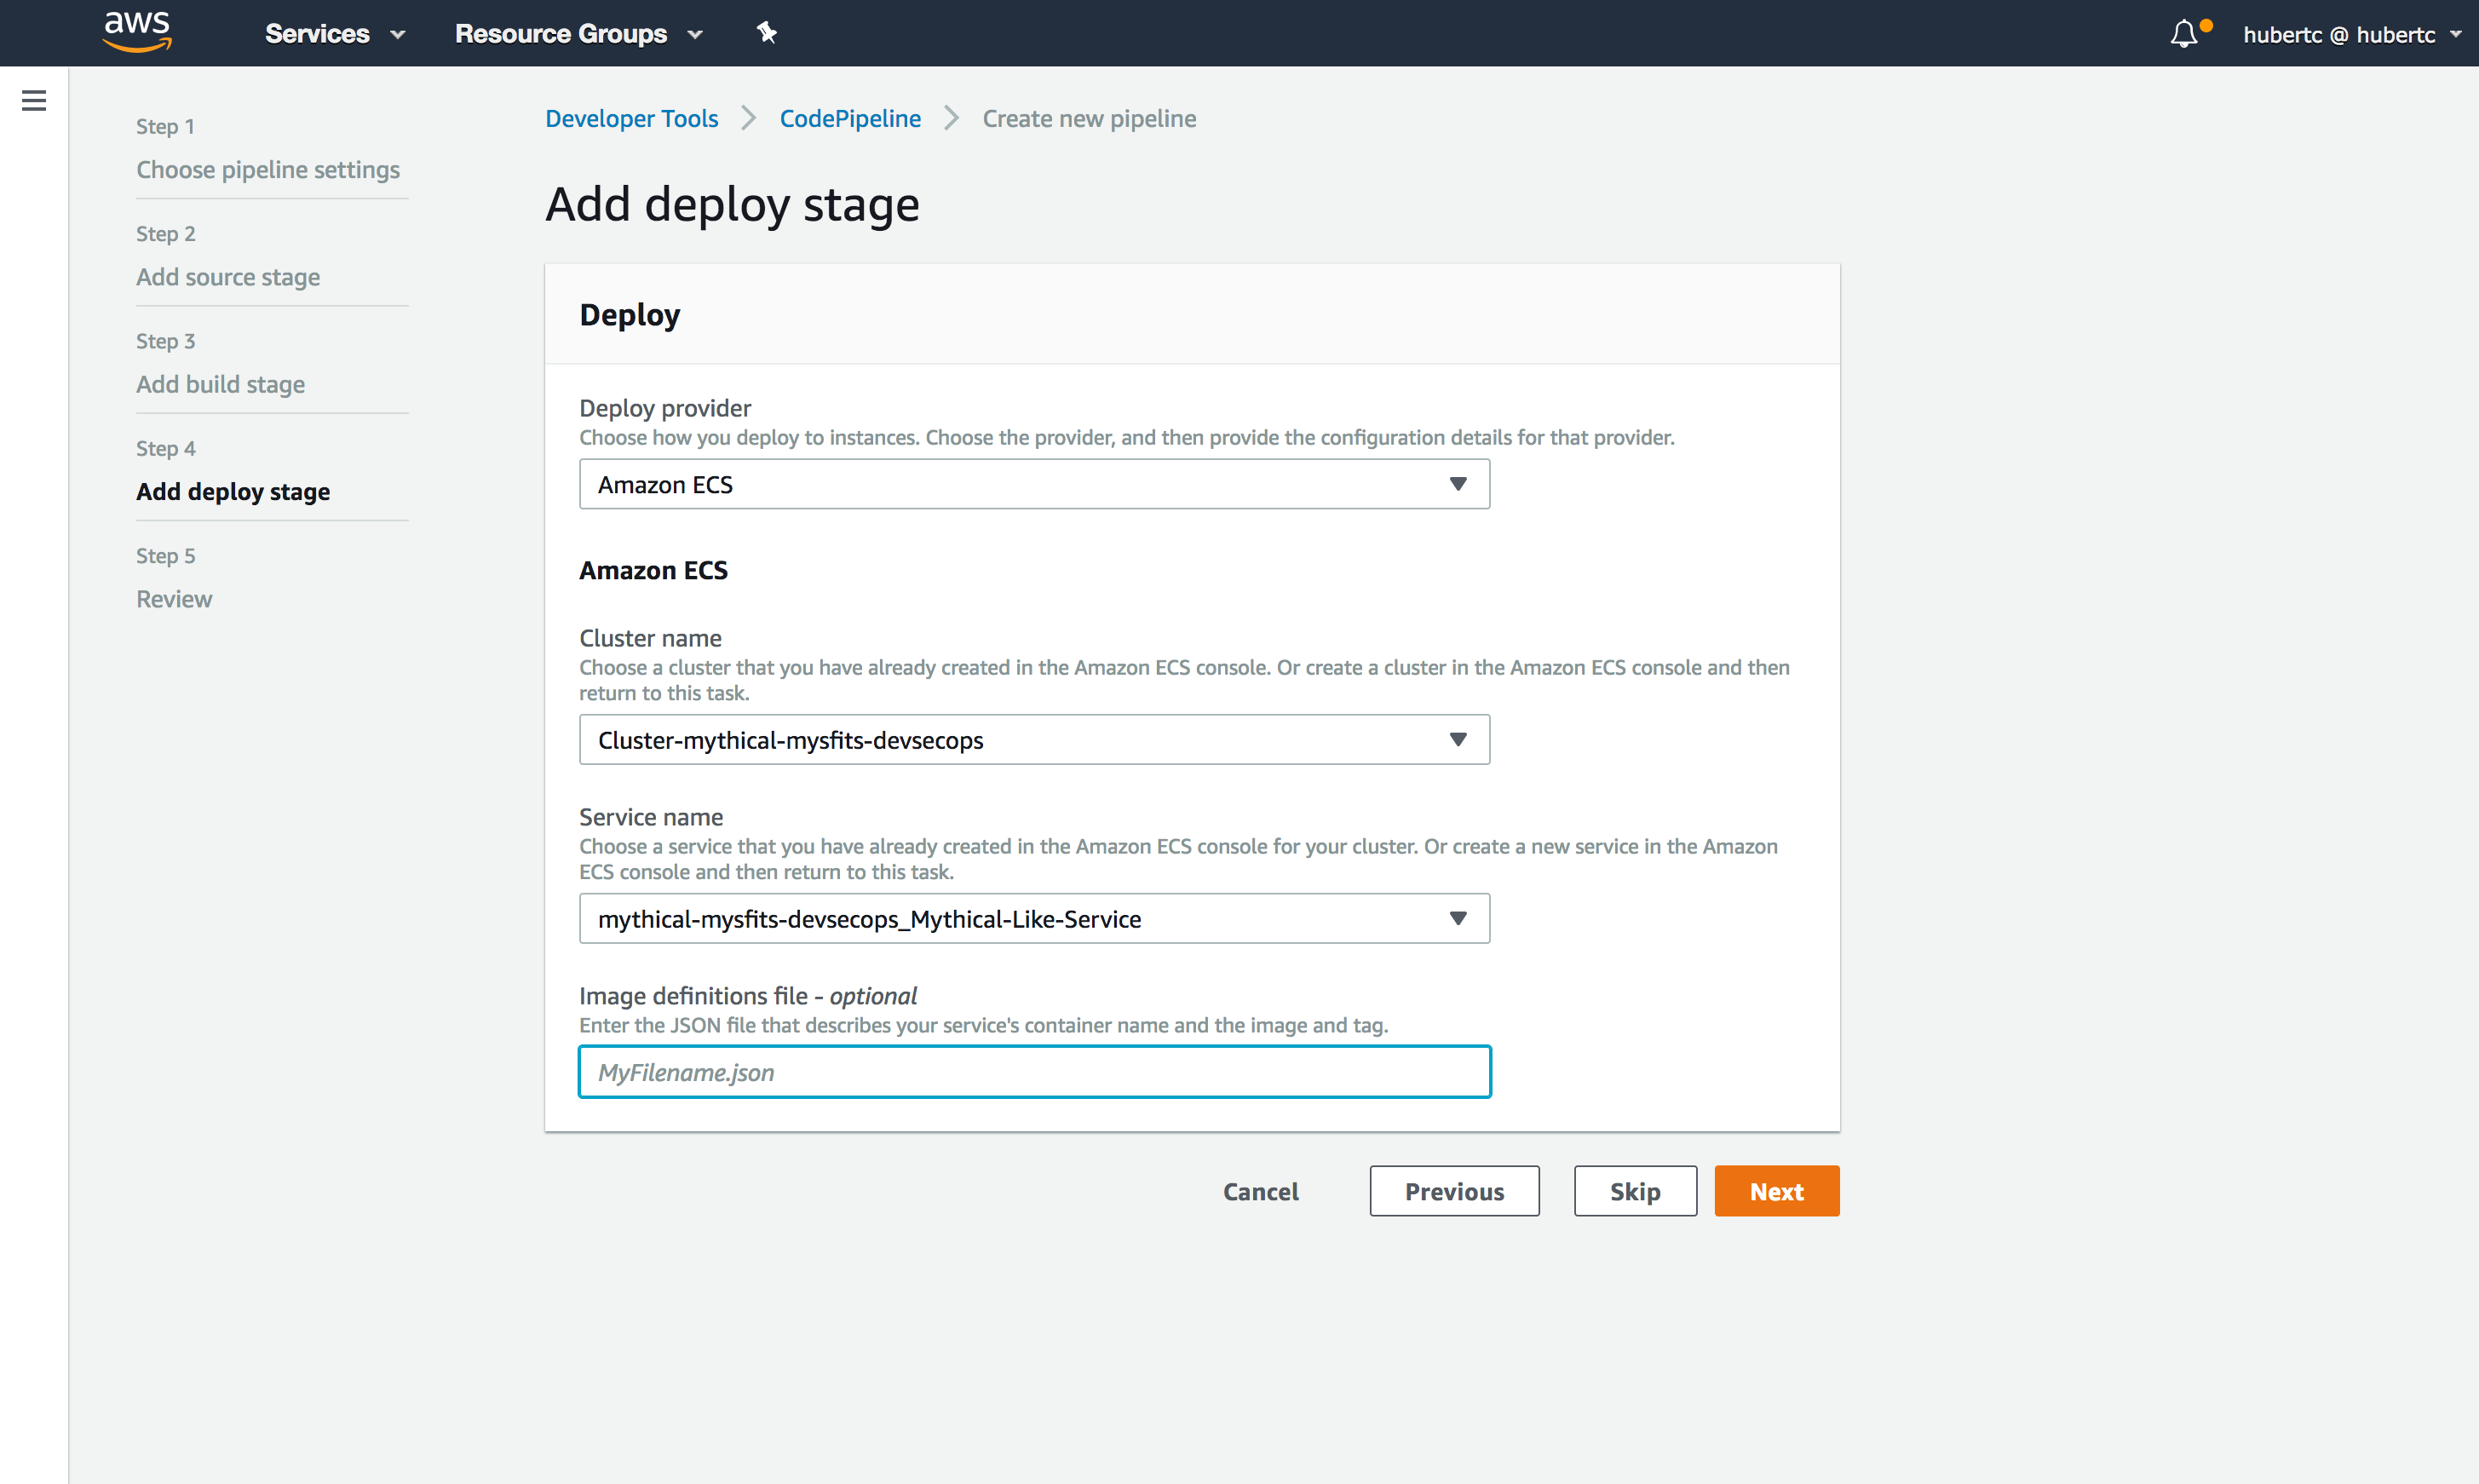 aws Services Resource Groups hubertc @ hubertc
Step 1
Choose pipeline settings
Step 2
Add source stage
Step 3
Add build stage
Step 4
Add deploy stage
Step 5
Review
Developer Tools Code​Pipeline Create new pipeline
Add deploy stage
Deploy
Deploy provider
Choose how you deploy to instances. Choose the provider, and then provide the configuration details for that provider.
Amazon ECS
Amazon ECS
Cluster name
Choose a cluster that you have already created in the Amazon ECS console. Or create a cluster in the Amazon ECS console and then
return to this task.
Cluster-mythical-mysfits-devsecops
Service name
Choose a service that you have already created in the Amazon ECS console for your cluster. Or create a new service in the Amazon
ECS console and then return to this task.
mythical-mysfits-devsecops_Mythical-Like-Service
Image definitions file - optional
Enter the JSON file that describes your service's container name and the image and tag.
MyFilename.json
Cancel Previous Skip Next